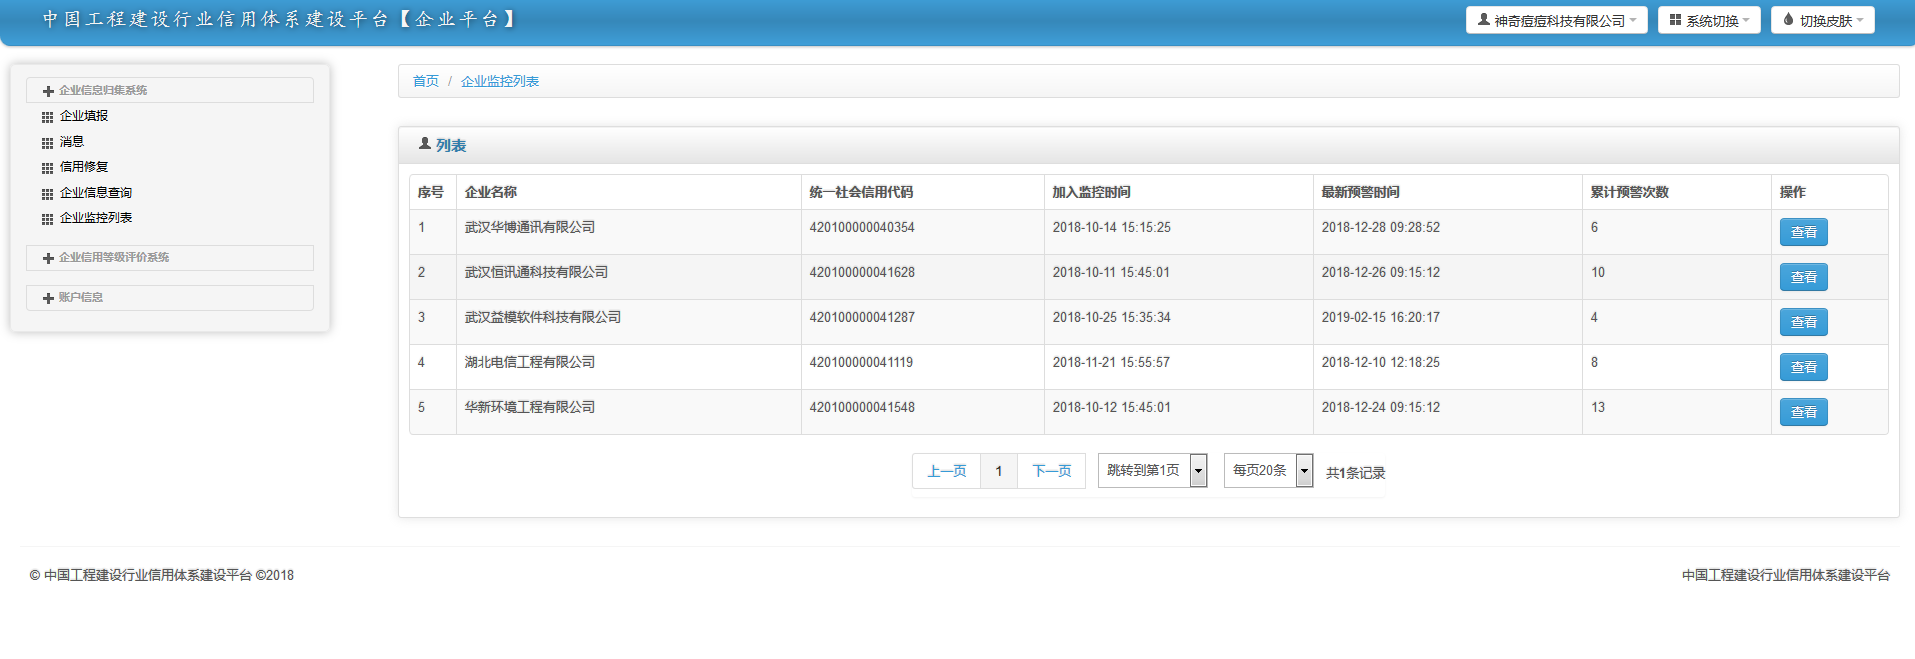 中国工程建设行业信用体系建设平台【企业平台】
神奇痘痘科技有限公司 系统切换 切换皮肤
企业信息归集系统
企业填报
消息
信用修复
企业信息查询
企业监控列表
企业信用等级评价系统
账户信息
首页 / 企业监控列表
列表
序号 企业名称 统一社会信用代码 加入监控时间 最新预警时间 累计预警次数 操作
1 武汉华博通讯有限公司 420100000040354 2018-10-14 15:15:25 2018-12-28 09:28:52 6 查看
2 武汉恒讯通科技有限公司 420100000041628 2018-10-11 15:45:01 2018-12-26 09:15:12 10 查看
3 武汉益模软件科技有限公司 420100000041287 2018-10-25 15:35:34 2019-02-15 16:20:17 4 查看
4 湖北电信工程有限公司 420100000041119 2018-11-21 15:55:57 2018-12-10 12:18:25 8 查看
5 华新环境工程有限公司 420100000041548 2018-10-12 15:45:01 2018-12-24 09:15:12 13 查看
上一页 1 下一页 跳转到第1页 每页20条 共1条记录
© 中国工程建设行业信用体系建设平台 ©2018
中国工程建设行业信用体系建设平台